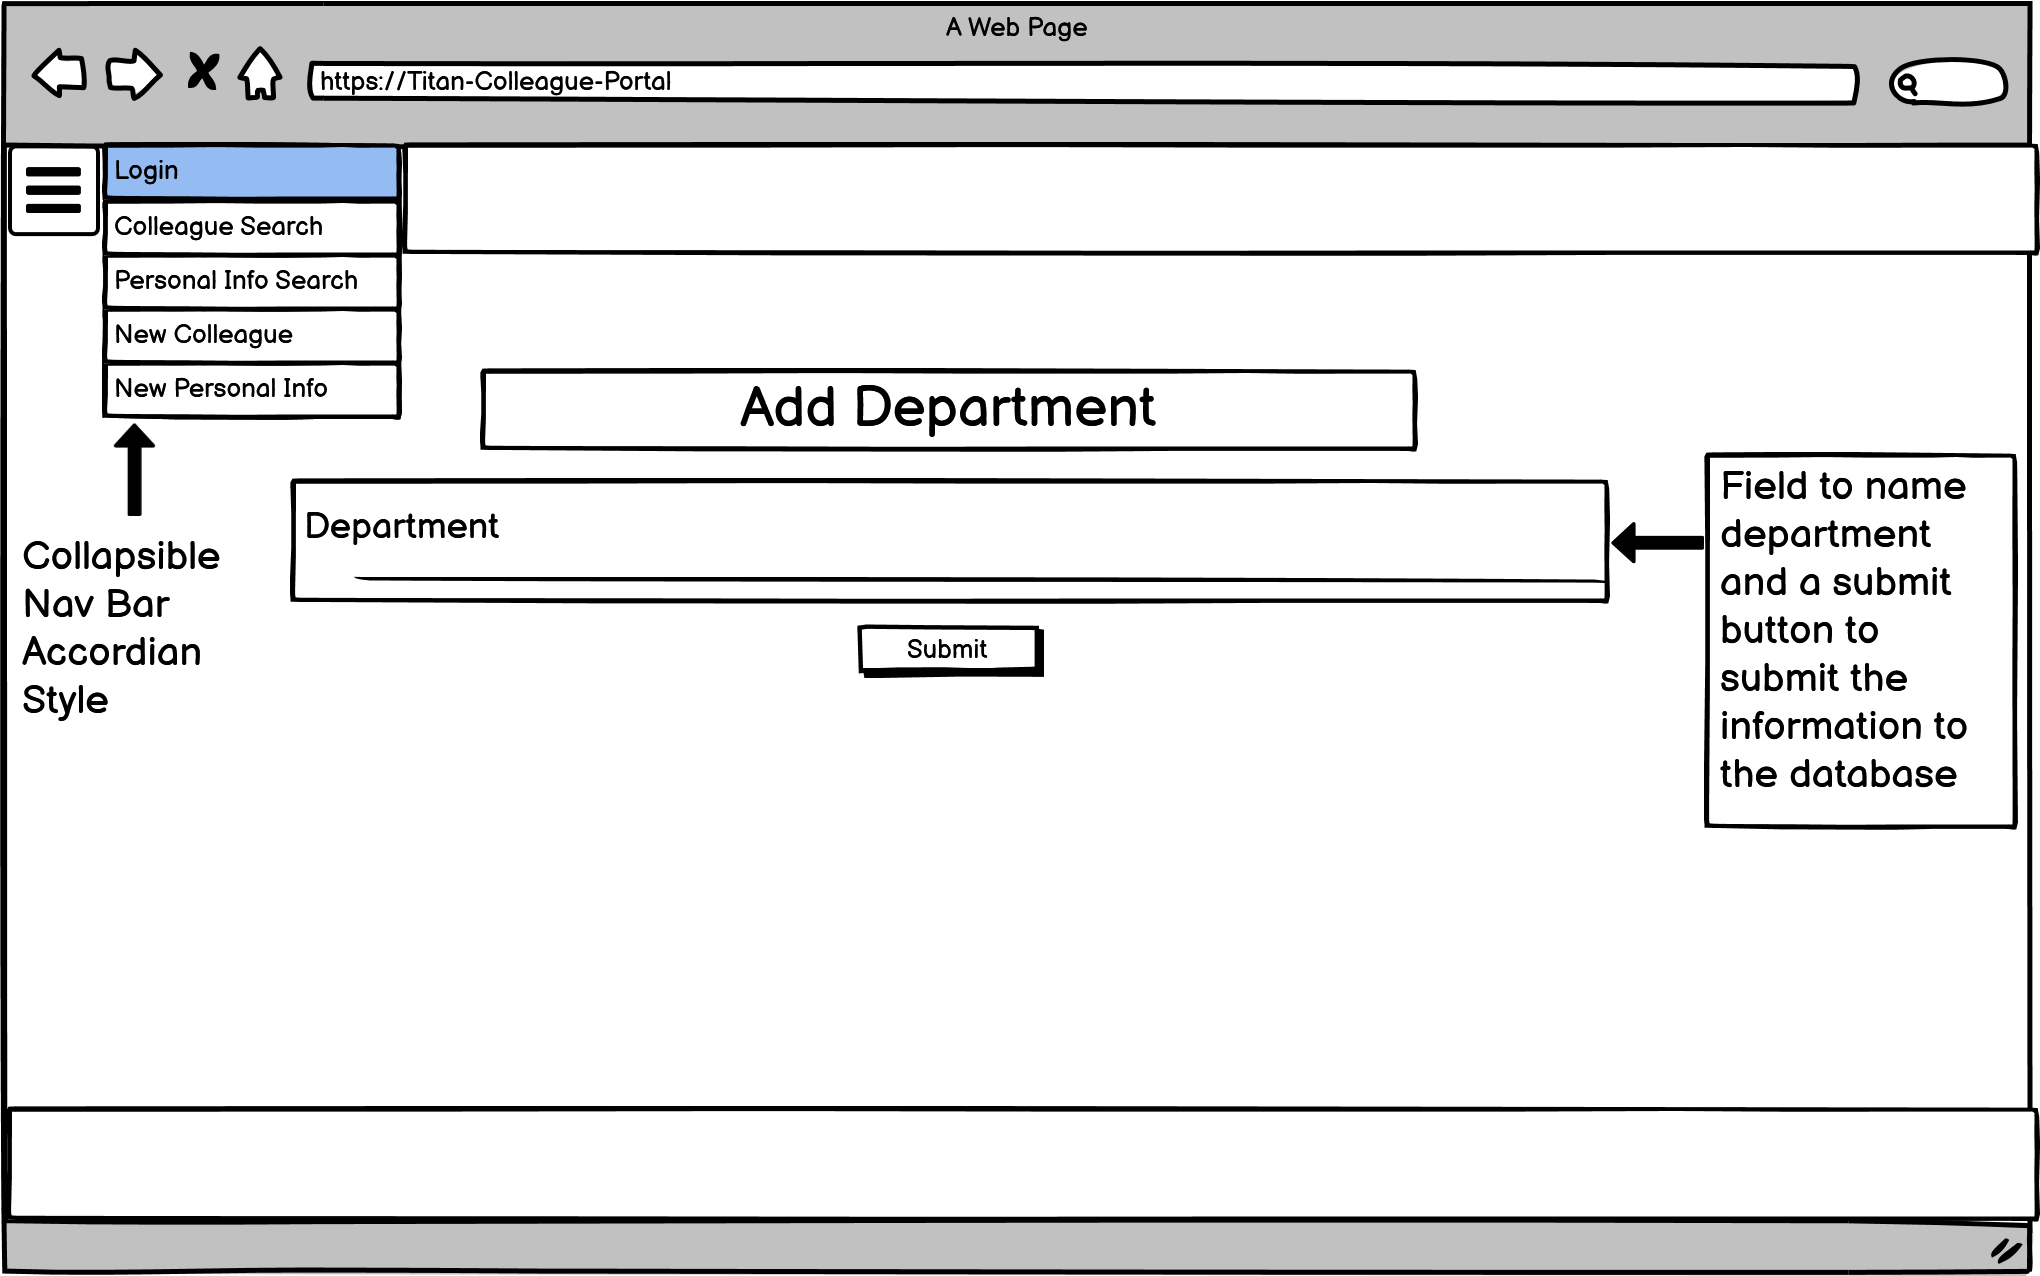 A Web Page
https://Titan-Colleague-Portal
Login
Colleague Search
Personal Info Search
New Colleague
New Personal Info
Add Department
Department
Submit
Collapsible
Nav Bar
Accordian
Style
Field to name
department
and a submit
button to
submit the
information to
the database